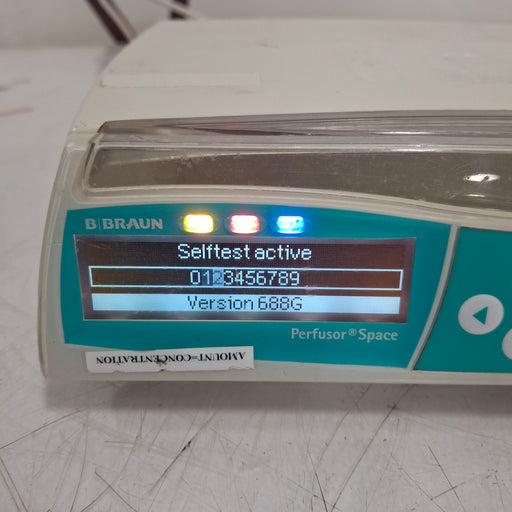 B|BRAUN
Selftest active
0123456789
Version 688G
Perfusor® Space
AMOUNT=CONCENTRATION